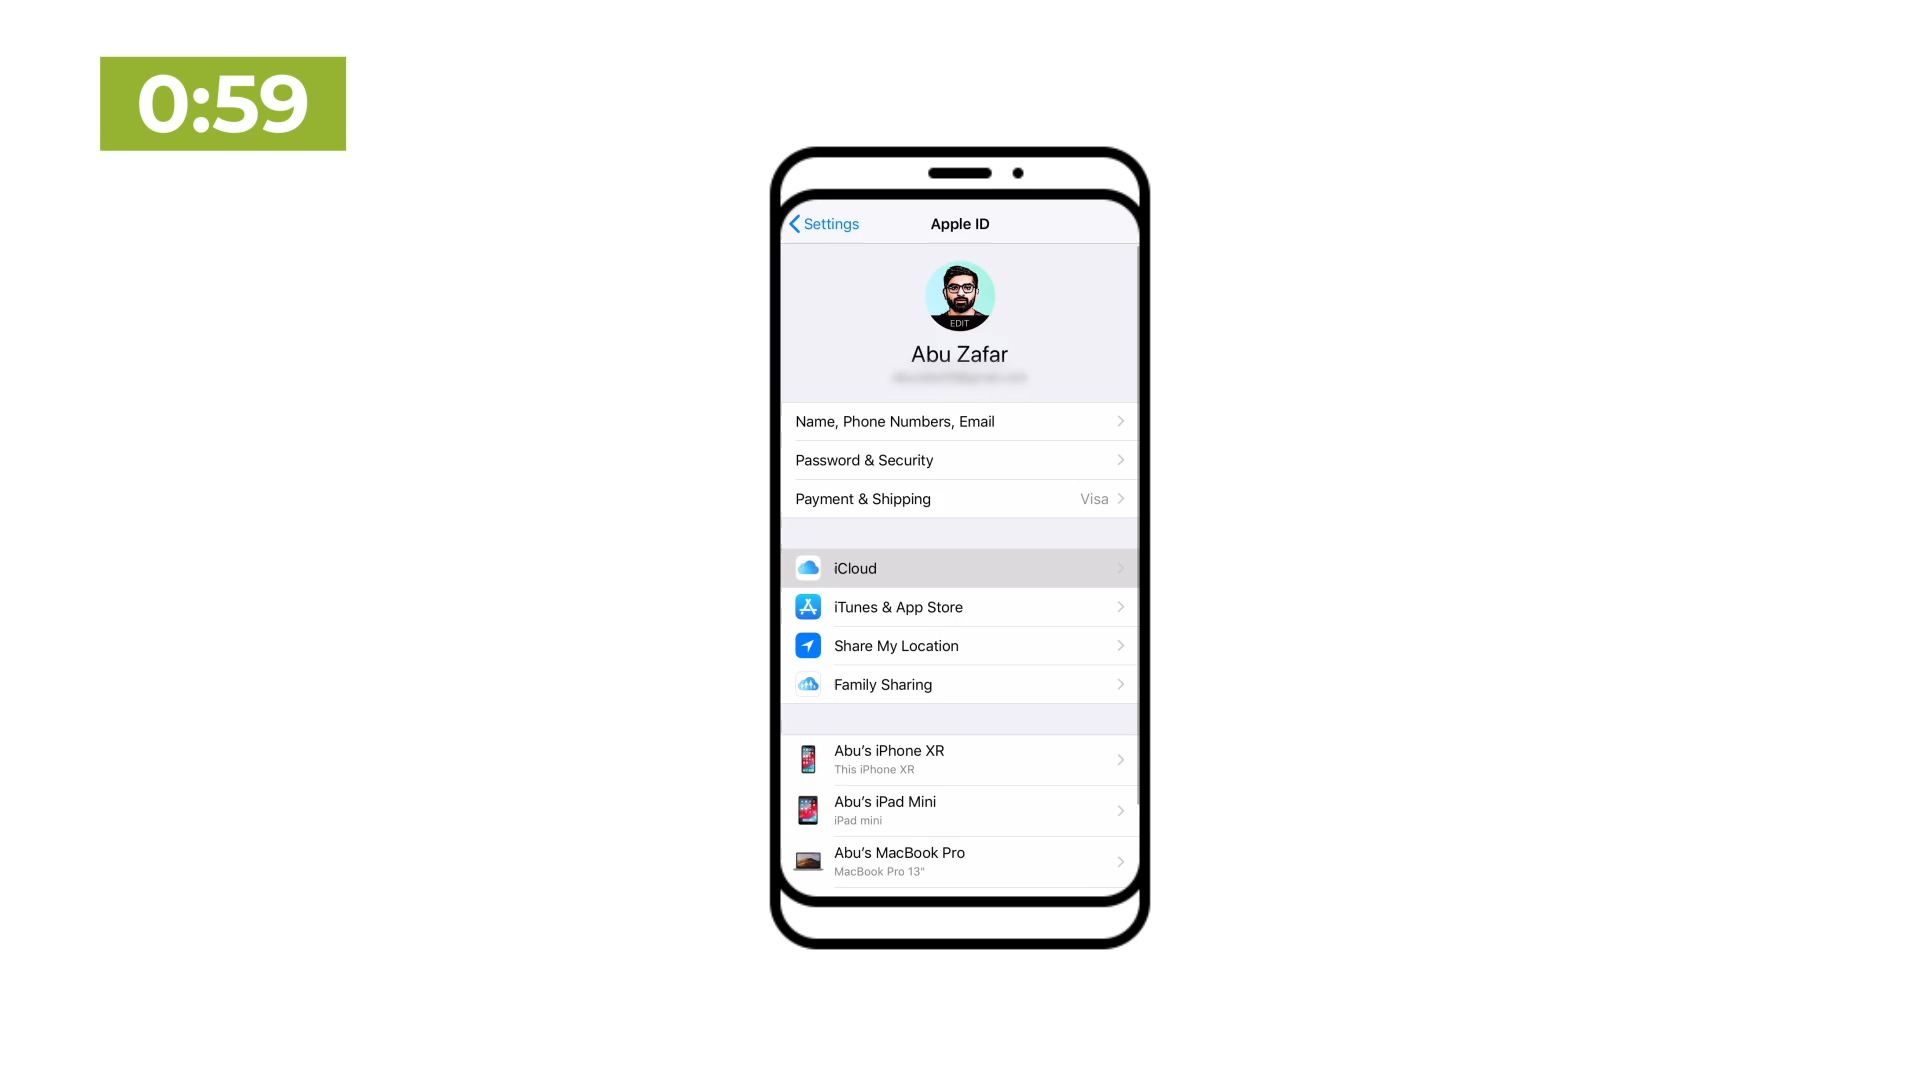 0:59
Settings
Apple ID
EDIT
Abu Zafar
Name, Phone Numbers, Email
Password & Security
Payment & Shipping Visa
iCloud
iTunes & App Store
Share My Location
Family Sharing
Abu’s iPhone XR
This iPhone XR
Abu’s iPad Mini
iPad mini
Abu’s MacBook Pro
MacBook Pro 13"